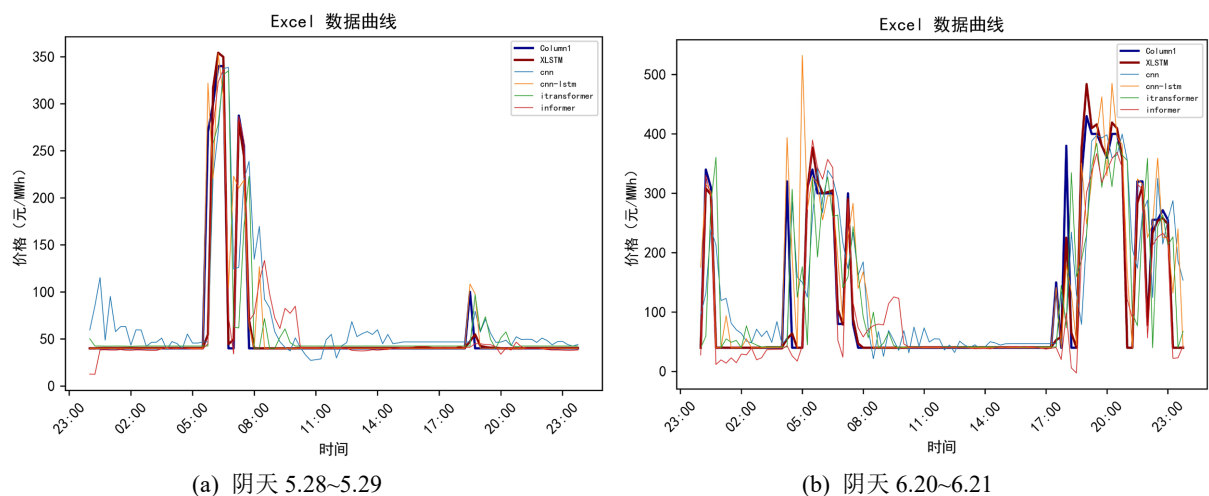 Excel 数据曲线
350
300
250
200
150
100
50
0
价格（元/MWh）
Column1
XLSTM
cnn
cnn-lstm
itransformer
informer
23:00
02:00
05:00
08:00
11:00
14:00
17:00
20:00
23:00
时间
(a) 阴天 5.28~5.29
Excel 数据曲线
500
400
300
200
100
0
价格（元/MWh）
Column1
XLSTM
cnn
cnn-lstm
itransformer
informer
23:00
02:00
05:00
08:00
11:00
14:00
17:00
20:00
23:00
时间
(b) 阴天 6.20~6.21